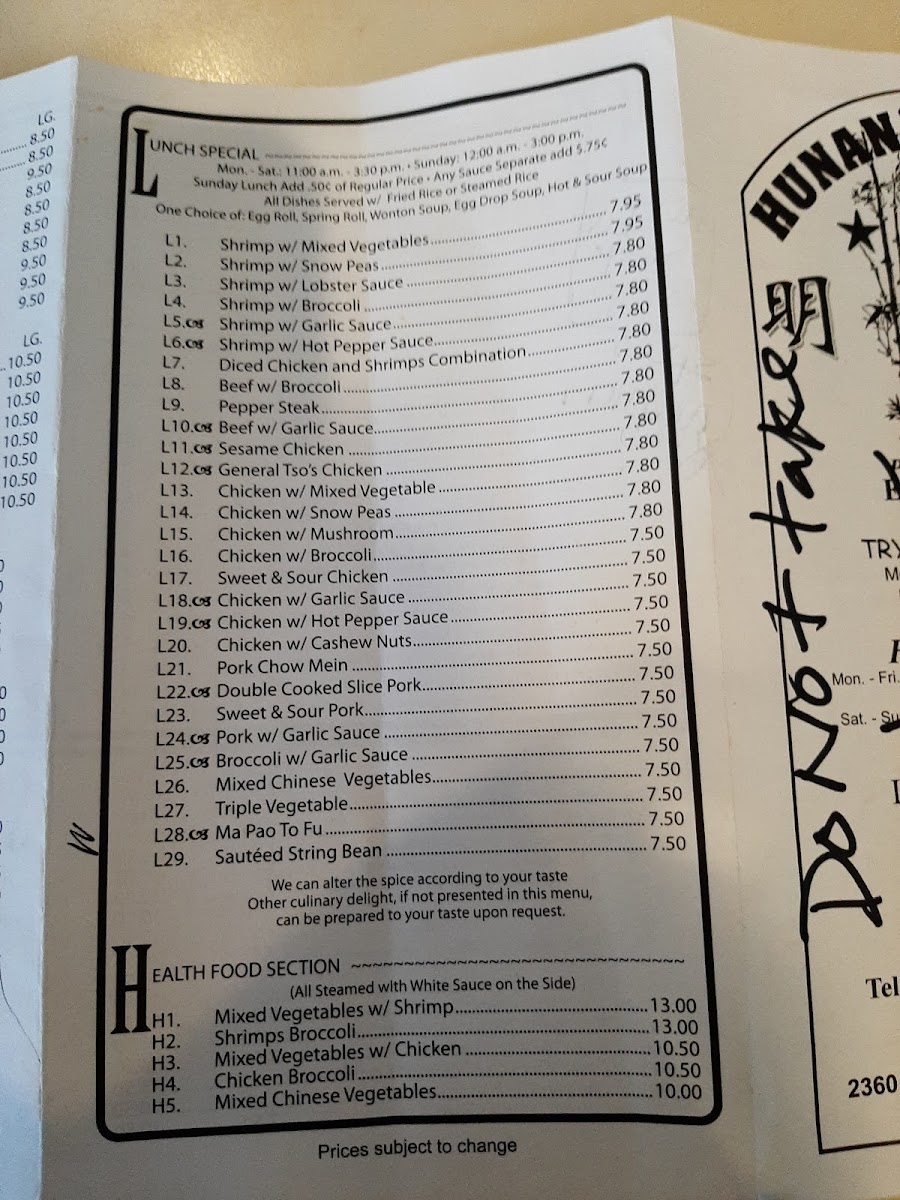 LG.
8.50
8.50
9.50
8.50
8.50
8.50
8.50
9.50
9.50
9.50
LG.
10.50
10.50
10.50
10.50
10.50
10.50
10.50
10.50
LUNCH SPECIAL
Mon. - Sat.: 11:00 a.m. - 3:30 p.m. • Sunday: 12:00 a.m. - 3:00 p.m.
Sunday Lunch Add .50¢ of Regular Price • Any Sauce Separate add $.75¢
All Dishes Served w/ Fried Rice or Steamed Rice
One Choice of: Egg Roll, Spring Roll, Wonton Soup, Egg Drop Soup, Hot & Sour Soup
L1. Shrimp w/ Mixed Vegetables 7.95
L2. Shrimp w/ Snow Peas 7.95
L3. Shrimp w/ Lobster Sauce 7.80
L4. Shrimp w/ Broccoli 7.80
L5. Shrimp w/ Garlic Sauce 7.80
L6. Shrimp w/ Hot Pepper Sauce 7.80
L7. Diced Chicken and Shrimps Combination 7.80
L8. Beef w/ Broccoli 7.80
L9. Pepper Steak 7.80
L10. Beef w/ Garlic Sauce 7.80
L11. Sesame Chicken 7.80
L12. General Tso's Chicken 7.80
L13. Chicken w/ Mixed Vegetable 7.80
L14. Chicken w/ Snow Peas 7.80
L15. Chicken w/ Mushroom 7.80
L16. Chicken w/ Broccoli 7.50
L17. Sweet & Sour Chicken 7.50
L18. Chicken w/ Garlic Sauce 7.50
L19. Chicken w/ Hot Pepper Sauce 7.50
L20. Chicken w/ Cashew Nuts 7.50
L21. Pork Chow Mein 7.50
L22. Double Cooked Slice Pork 7.50
L23. Sweet & Sour Pork 7.50
L24. Pork w/ Garlic Sauce 7.50
L25. Broccoli w/ Garlic Sauce 7.50
L26. Mixed Chinese Vegetables 7.50
L27. Triple Vegetable 7.50
L28. Ma Pao To Fu 7.50
L29. Sautéed String Bean 7.50
We can alter the spice according to your taste
Other culinary delight, if not presented in this menu,
can be prepared to your taste upon request.
HEALTH FOOD SECTION
(All Steamed with White Sauce on the Side)
H1. Mixed Vegetables w/ Shrimp 13.00
H2. Shrimps Broccoli 13.00
H3. Mixed Vegetables w/ Chicken 10.50
H4. Chicken Broccoli 10.50
H5. Mixed Chinese Vegetables 10.00
Prices subject to change
HUNAN
明
Do Not take
TRY
Mon. - Fri.
Sat. - Su
Tel
2360